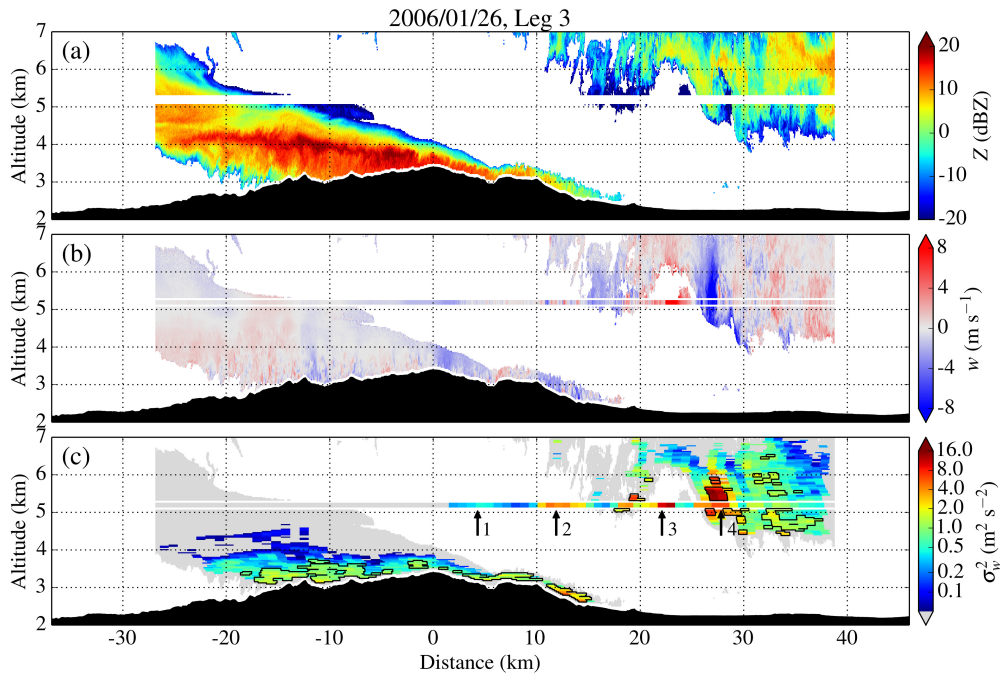 2006/01/26, Leg 3
(a)
7
6
5
4
3
2
Altitude (km)
20
10
0
-10
-20
Z (dBZ)
(b)
7
6
5
4
3
2
Altitude (km)
8
4
0
-4
-8
w (m s⁻¹)
(c)
7
6
5
4
3
2
Altitude (km)
1 2 3 4
16.0
8.0
4.0
2.0
1.0
0.5
0.2
0.1
σ²w (m² s⁻²)
-30 -20 -10 0 10 20 30 40
Distance (km)